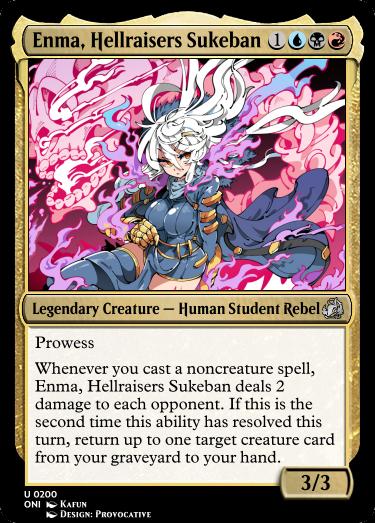 Enma, Hellraisers Sukeban 1
Legendary Creature — Human Student Rebel
Prowess
Whenever you cast a noncreature spell,
Enma, Hellraisers Sukeban deals 2
damage to each opponent. If this is the
second time this ability has resolved this
turn, return up to one target creature card
from your graveyard to your hand.
3/3
U 0200
ONI Kafun
Design: Provocative